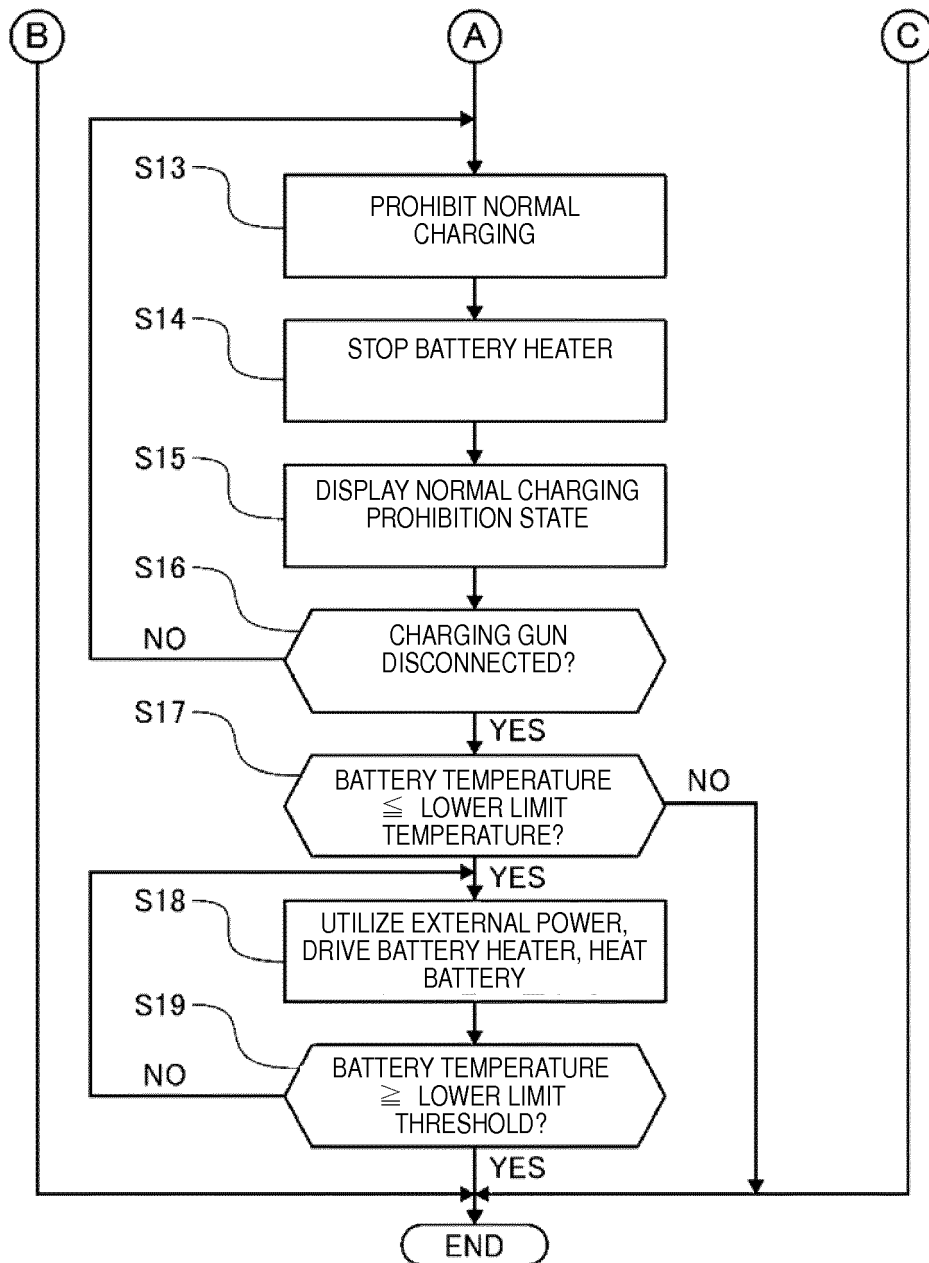 B
A
C
S13
PROHIBIT NORMAL
CHARGING
S14
STOP BATTERY HEATER
S15
DISPLAY NORMAL CHARGING
PROHIBITION STATE
S16
CHARGING GUN
DISCONNECTED?
NO
YES
S17
BATTERY TEMPERATURE
≦ LOWER LIMIT
TEMPERATURE?
NO
YES
S18
UTILIZE EXTERNAL POWER,
DRIVE BATTERY HEATER, HEAT
BATTERY
S19
BATTERY TEMPERATURE
≧ LOWER LIMIT
THRESHOLD?
NO
YES
END